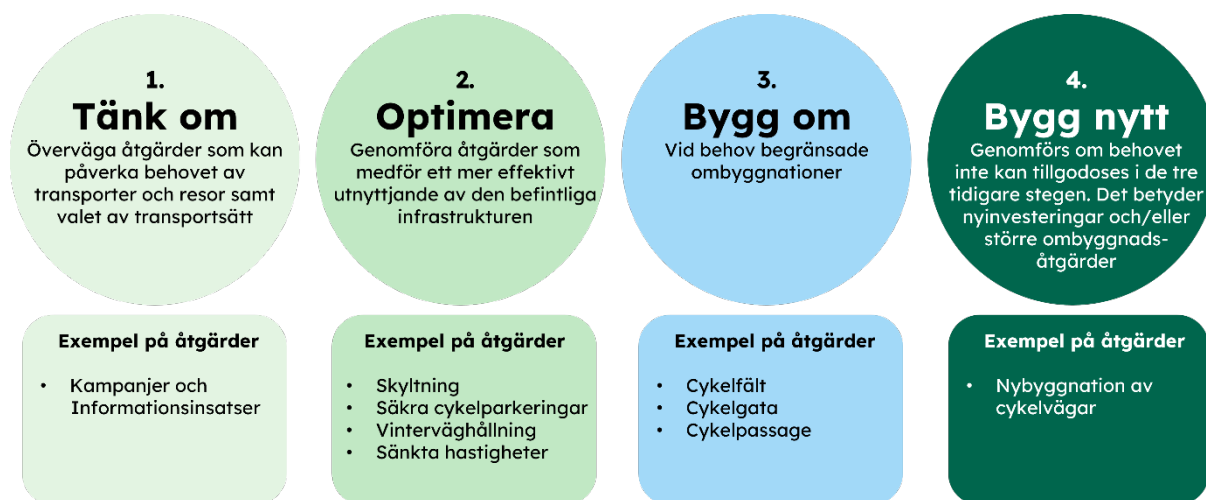 1.
Tänk om
Överväga åtgärder som kan
påverka behovet av
transporter och resor samt
valet av transportsätt
2.
Optimera
Genomföra åtgärder som
medför ett mer effektivt
utnyttjande av den befintliga
infrastrukturen
3.
Bygg om
Vid behov begränsade
ombyggnationer
4.
Bygg nytt
Genomförs om behovet
inte kan tillgodoses i de tre
tidigare stegen. Det betyder
nyinvesteringar och/eller
större ombyggnads-
åtgärder
Exempel på åtgärder
• Kampanjer och
Informationsinsatser
Exempel på åtgärder
• Skyltning
• Säkra cykelparkeringar
• Vinterväghållning
• Sänkta hastigheter
Exempel på åtgärder
• Cykelfält
• Cykelgata
• Cykelpassage
Exempel på åtgärder
• Nybyggnation av
cykelvägar